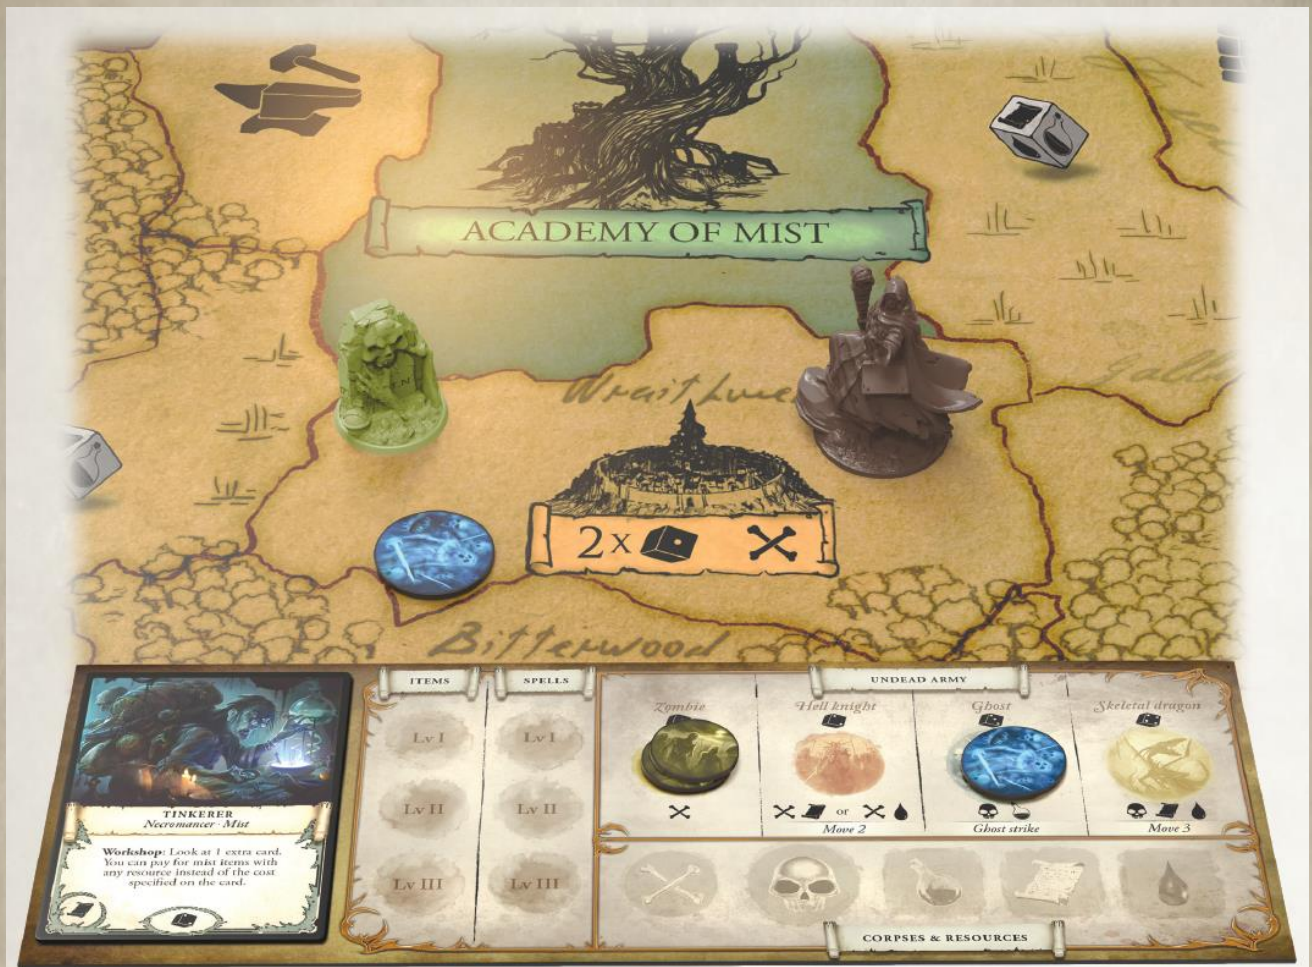 ACADEMY OF MIST
2x
Bitterwood
ITEMS
SPELLS
UNDEAD ARMY
Zombie
Hell knight
Ghost
Skeletal dragon
Lv I
Lv I
Lv II
Lv II
Lv III
Lv III
or
Move 2
Ghost strike
Move 3
TINKERER
Necromancer - Mist
Workshop: Look at 1 extra card.
You can pay for mist items with
any resource instead of the cost
specified on the card.
CORPSES & RESOURCES